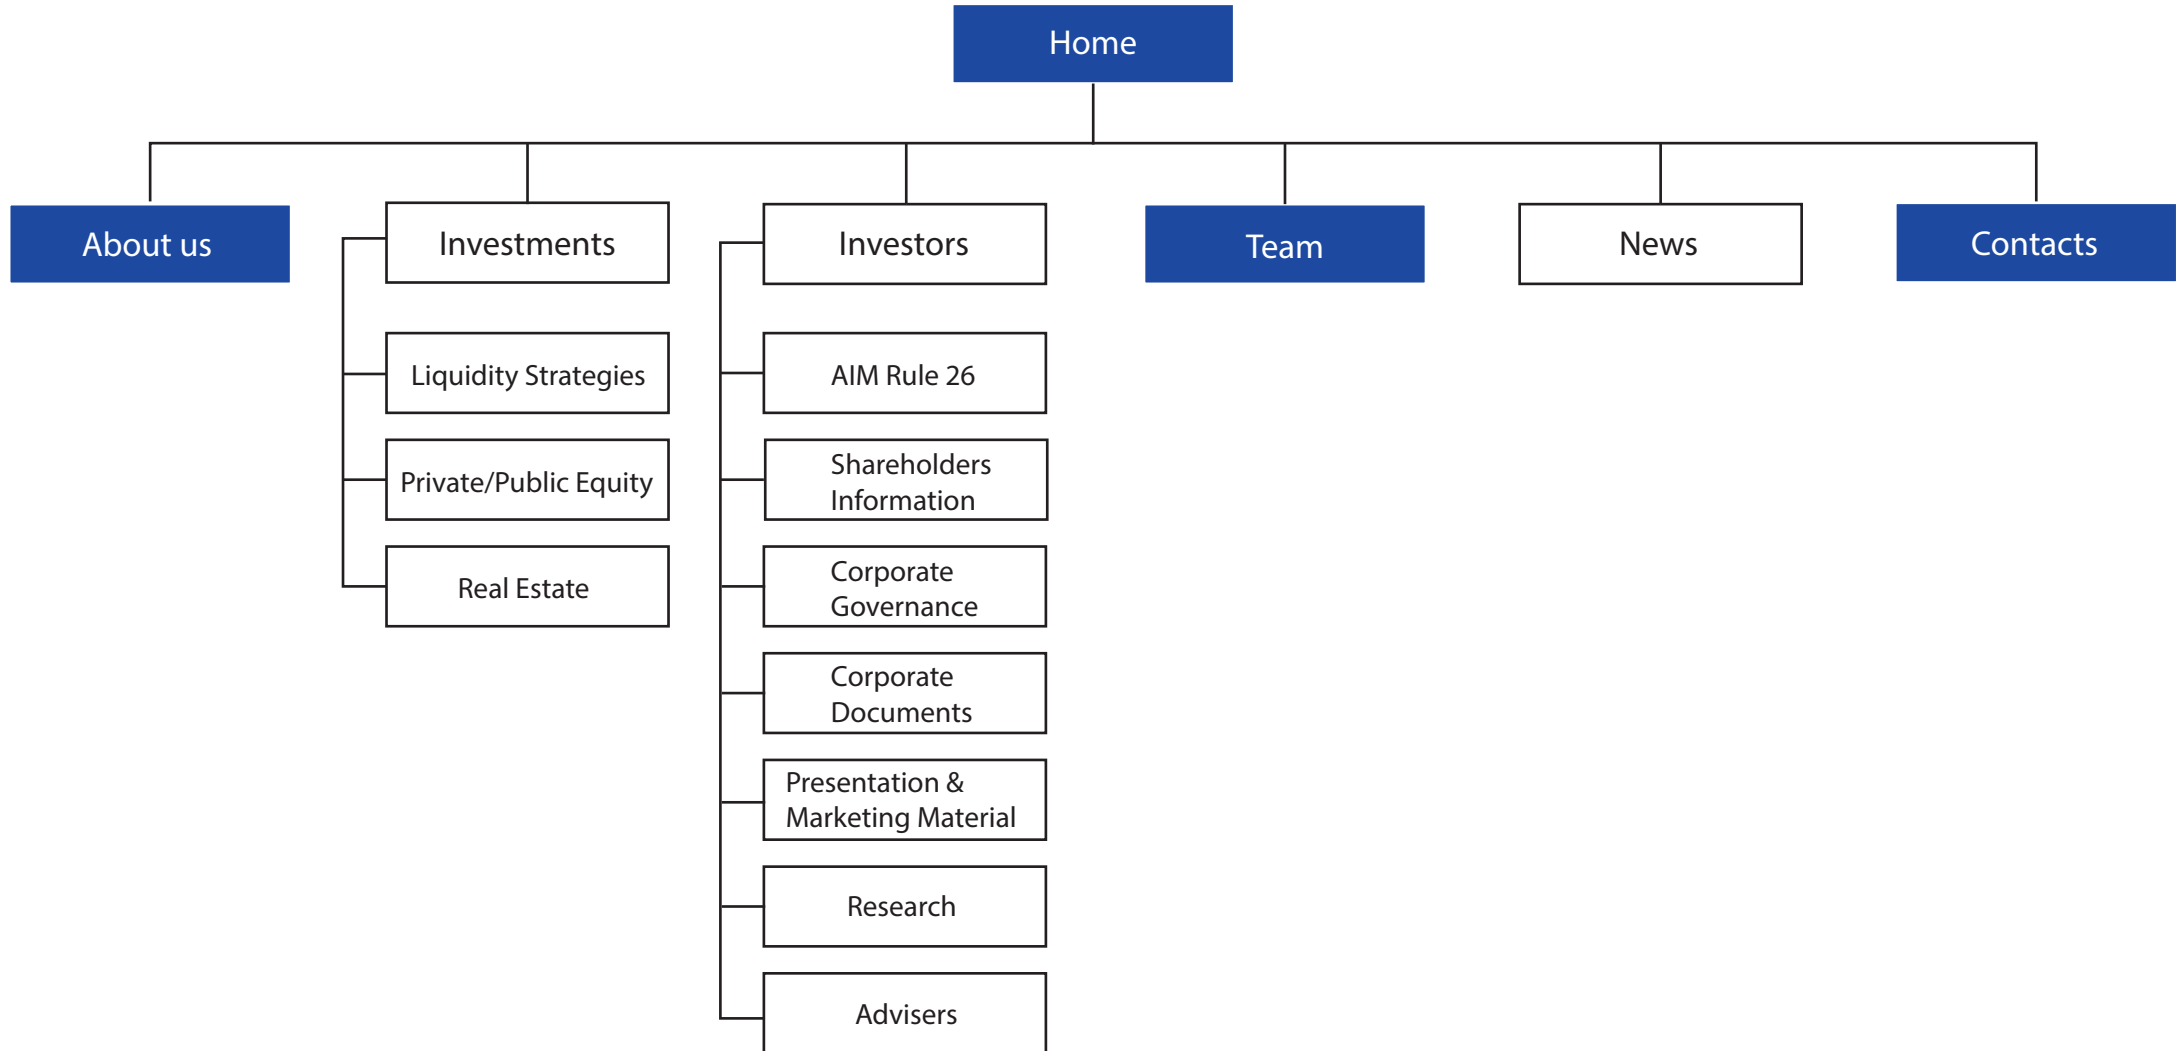 Home
About us
Investments
Investors
Team
News
Contacts
Liquidity Strategies
Private/Public Equity
Real Estate
AIM Rule 26
Shareholders
Information
Corporate
Governance
Corporate
Documents
Presentation &
Marketing Material
Research
Advisers